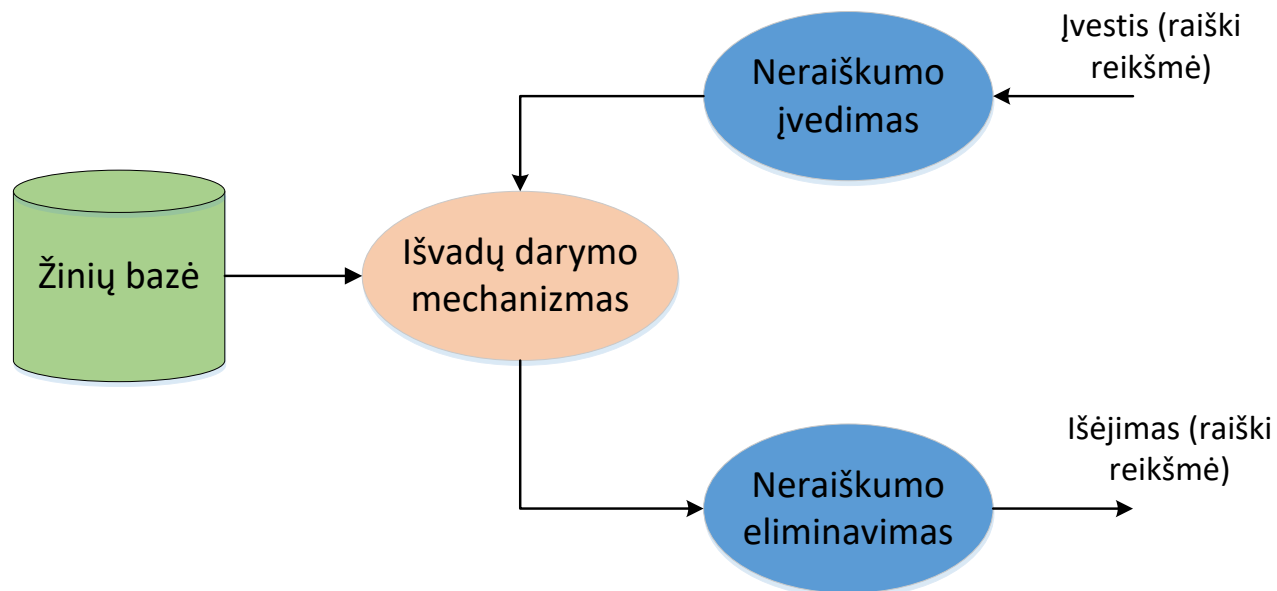 Įvestis (raiški
reikšmė)
Neraiškumo
įvedimas
Žinių bazė
Išvadų darymo
mechanizmas
Išėjimas (raiški
reikšmė)
Neraiškumo
eliminavimas